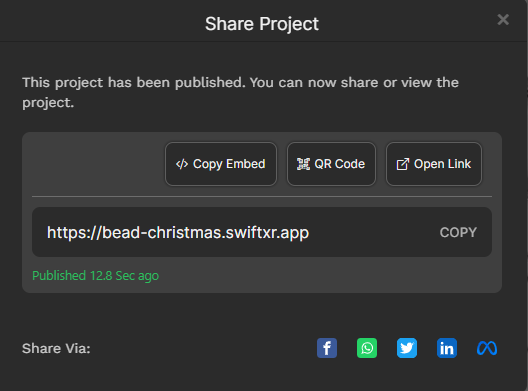 Share Project
This project has been published. You can now share or view the
project.
Copy Embed
QR Code
Open Link
https://bead-christmas.swiftxr.app
COPY
Published 12.8 Sec ago
Share Via: